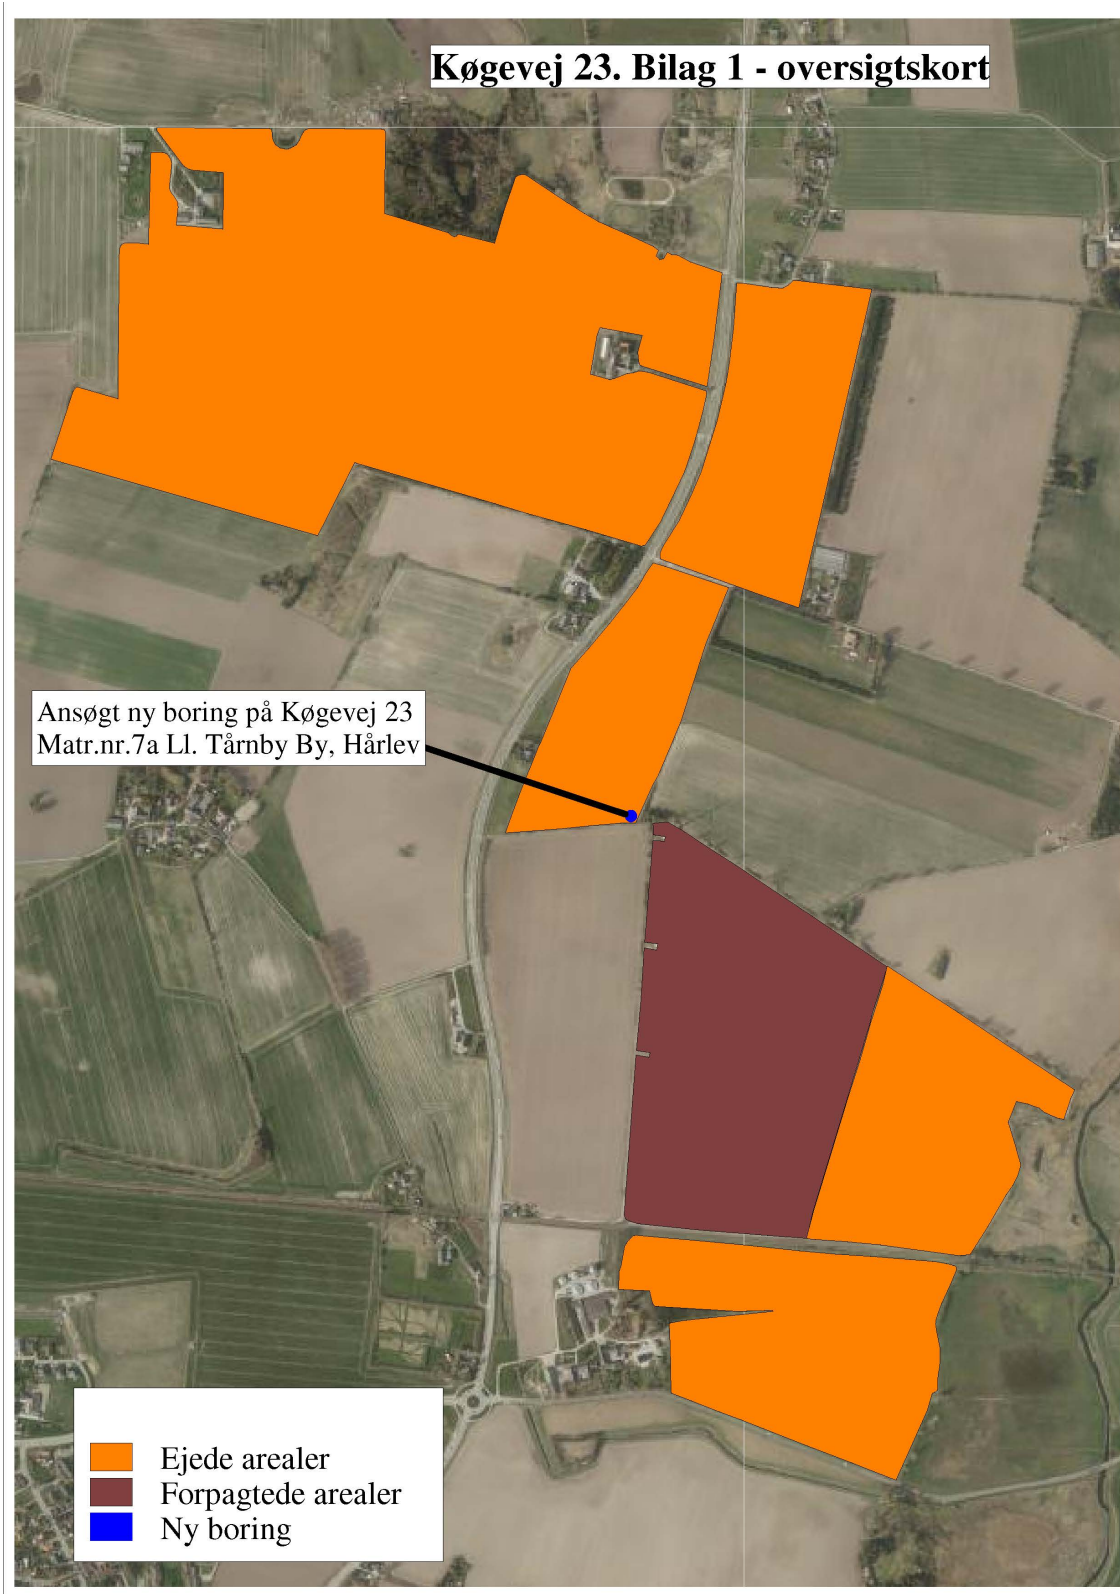 Køgevej 23. Bilag 1 - oversigtskort
Ansøgt ny boring på Køgevej 23
Matr.nr.7a Ll. Tårnby By, Hårlev
Ejede arealer
Forpagtede arealer
Ny boring